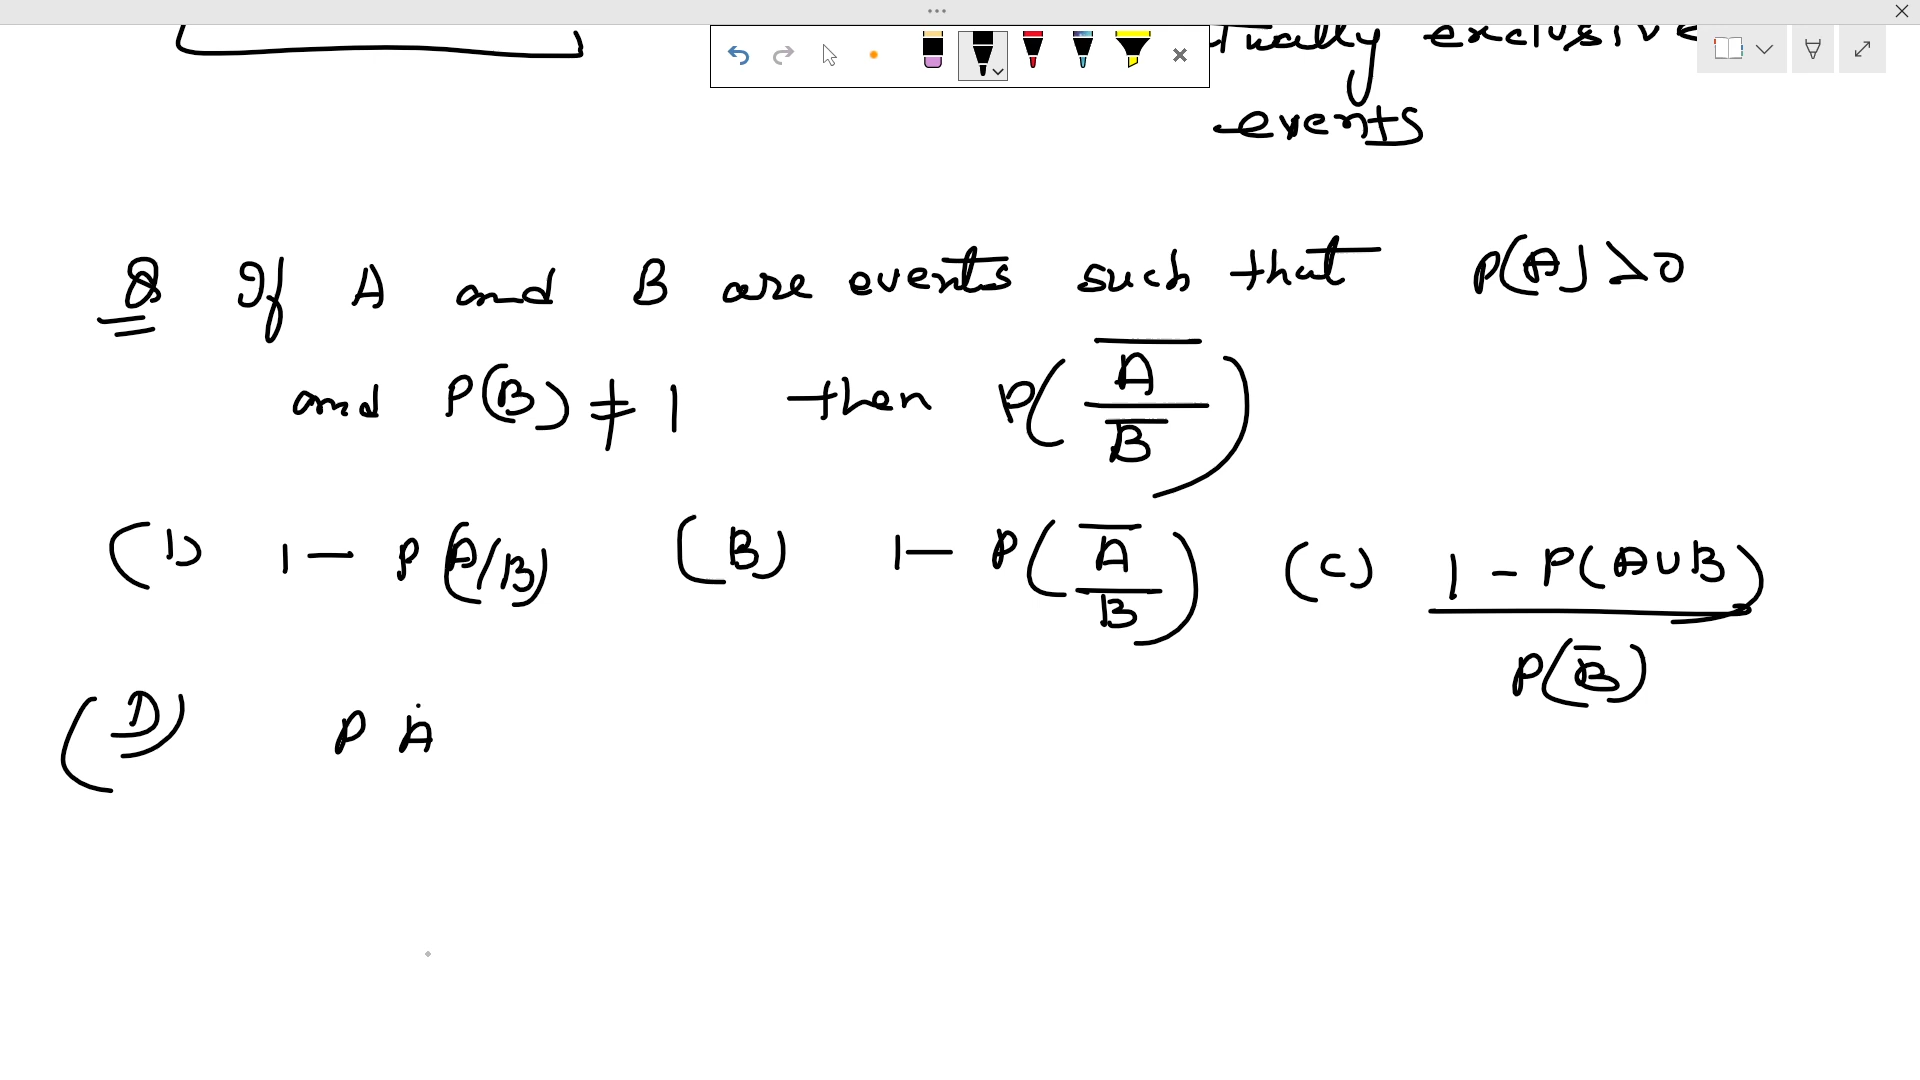 tually exclusive
events
Q If A and B are events such that P(A) > 0
and P(B) ≠ 1 then P(A̅/B̅)
(1) 1 - P(A/B) (B) 1 - P(A̅/B) (C) 1 - P(A∪B) / P(B̅)
(D) P A